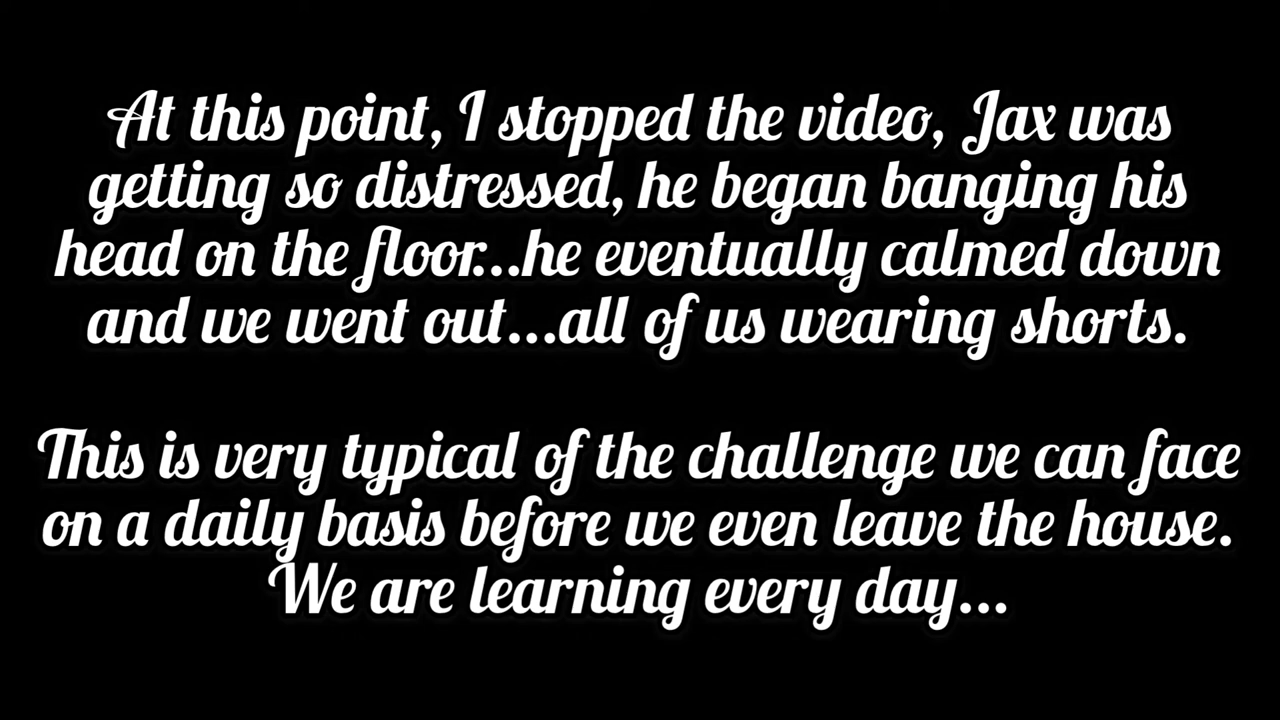 At this point, I stopped the video, Jax was
getting so distressed, he began banging his
head on the floor...he eventually calmed down
and we went out...all of us wearing shorts.
This is very typical of the challenge we can face
on a daily basis before we even leave the house.
We are learning every day...